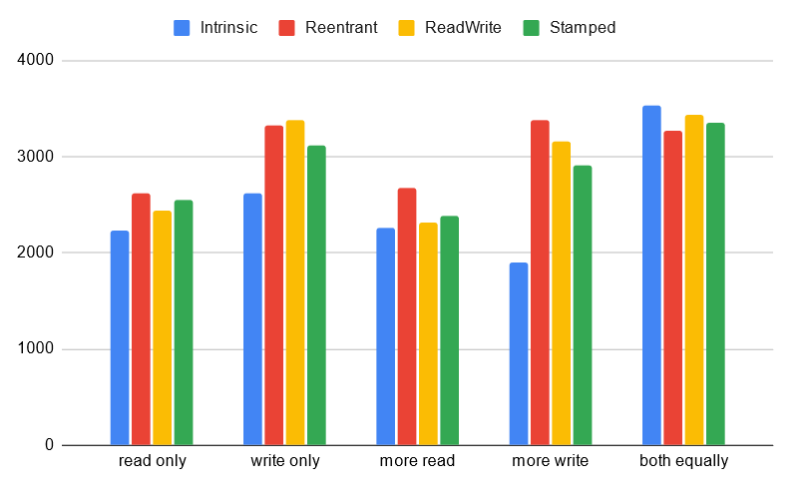 Intrinsic Reentrant ReadWrite Stamped
4000
3000
2000
1000
0
read only write only more read more write both equally